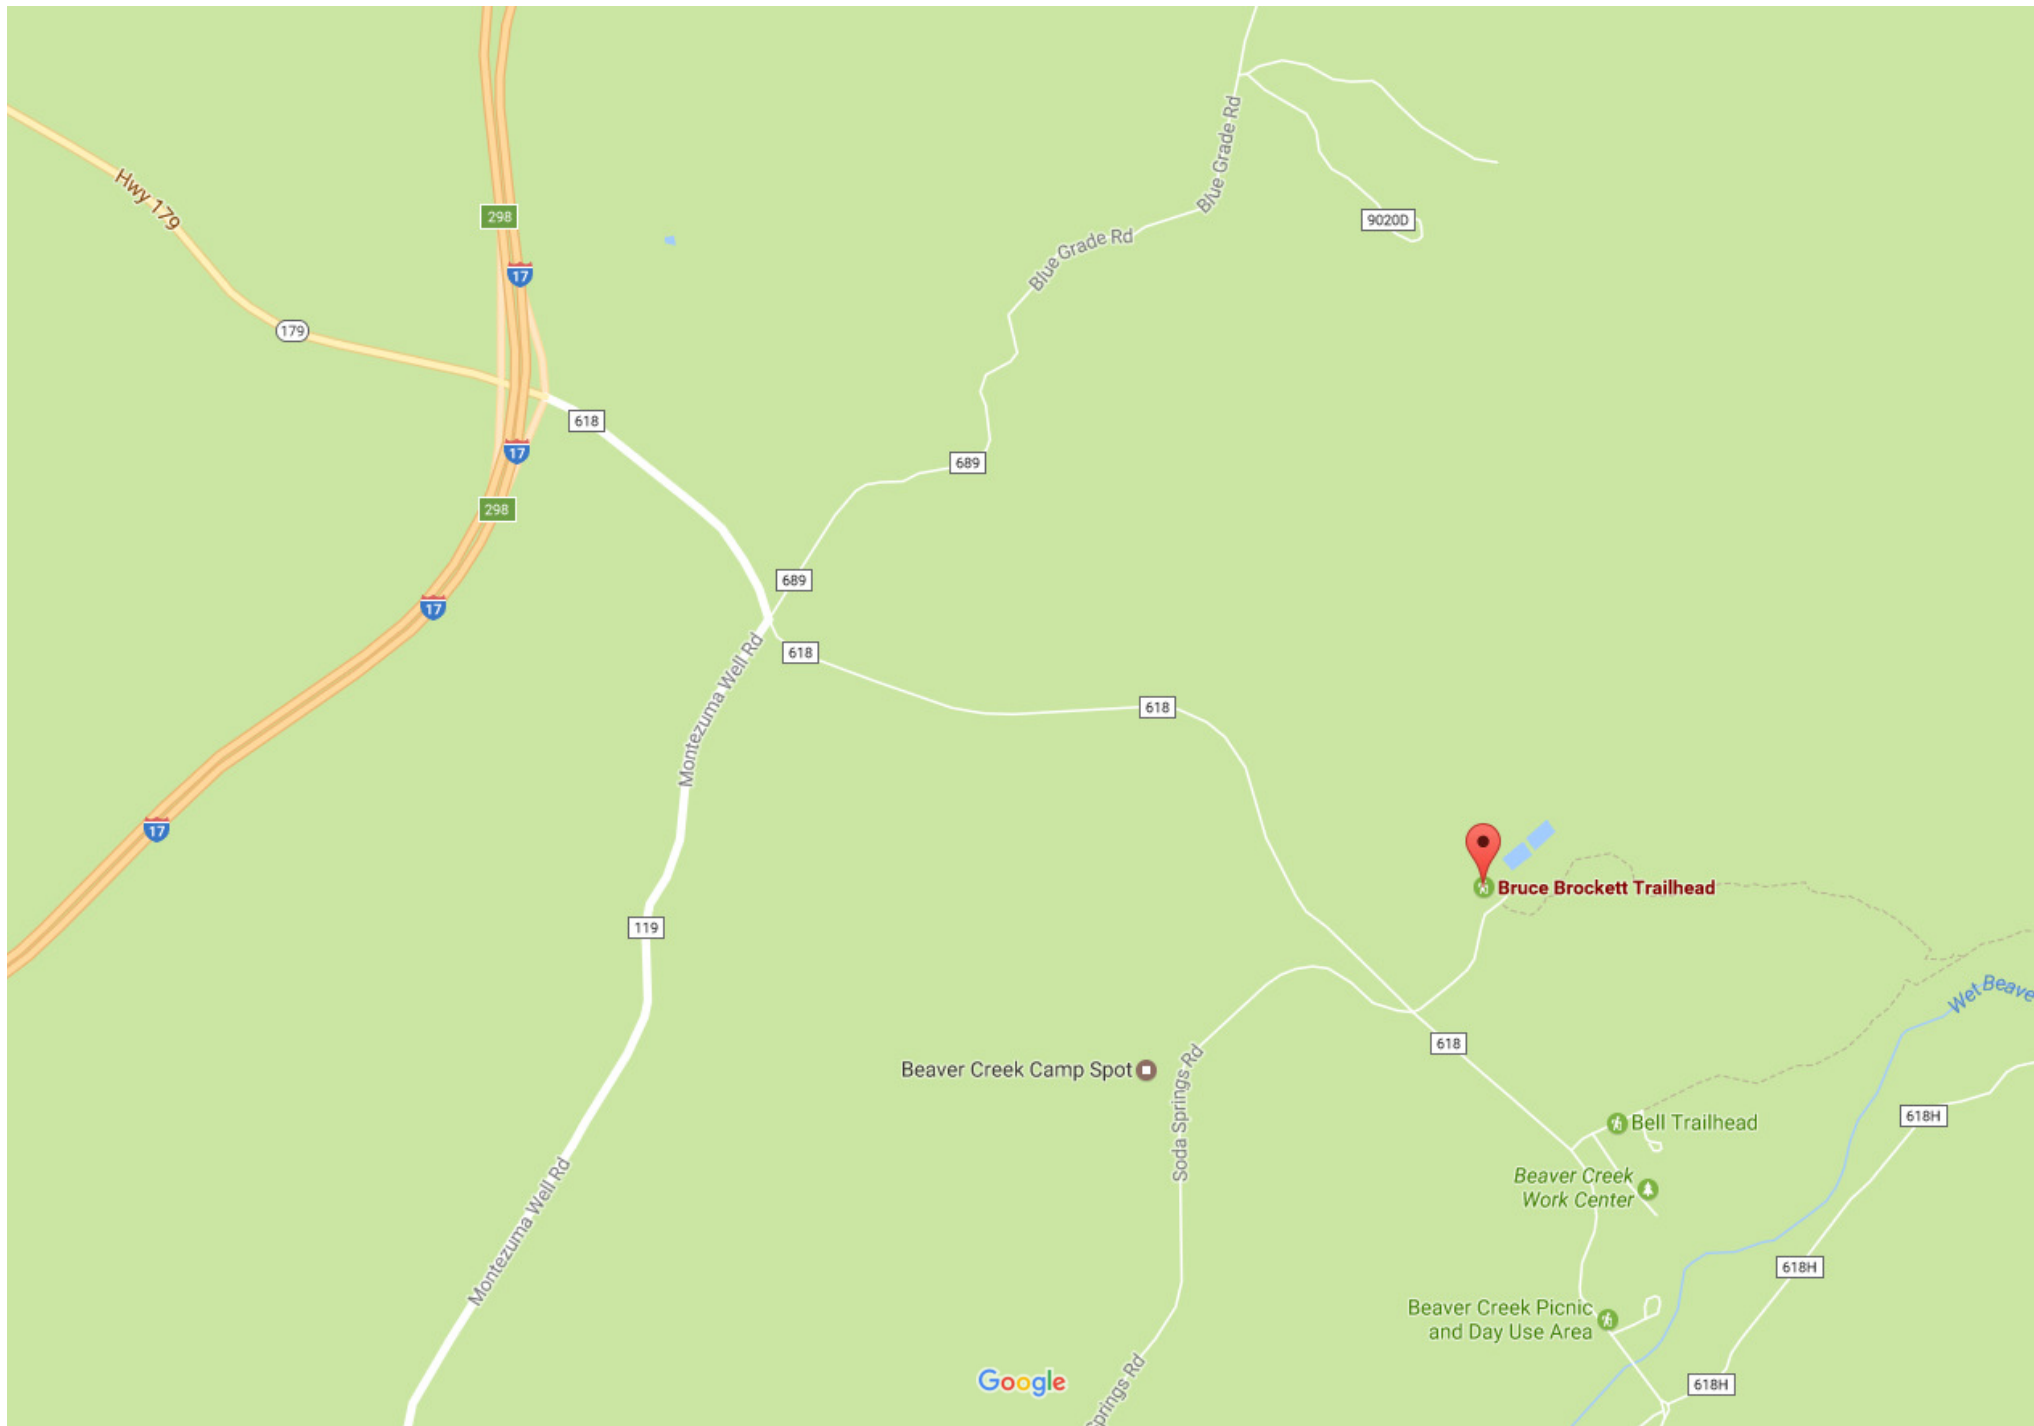 Hwy 179
298
17
179
618
17
298
17
17
Blue Grade Rd
Blue Grade Rd
9020D
689
689
618
618
Montezuma Well Rd
119
Montezuma Well Rd
Bruce Brockett Trailhead
Wet Beave
618
Beaver Creek Camp Spot
Soda Springs Rd
618H
Bell Trailhead
Beaver Creek
Work Center
618H
Beaver Creek Picnic
and Day Use Area
618H
Springs Rd
Google